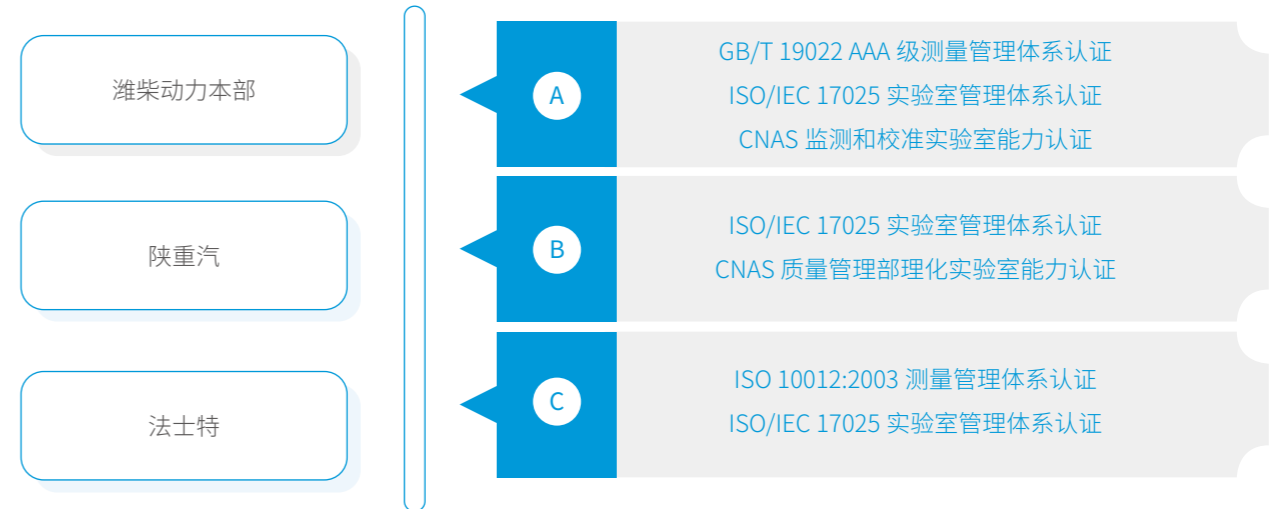 潍柴动力本部
A
GB/T 19022 AAA 级测量管理体系认证
ISO/IEC 17025 实验室管理体系认证
CNAS 监测和校准实验室能力认证
陕重汽
B
ISO/IEC 17025 实验室管理体系认证
CNAS 质量管理部理化实验室能力认证
法士特
C
ISO 10012:2003 测量管理体系认证
ISO/IEC 17025 实验室管理体系认证